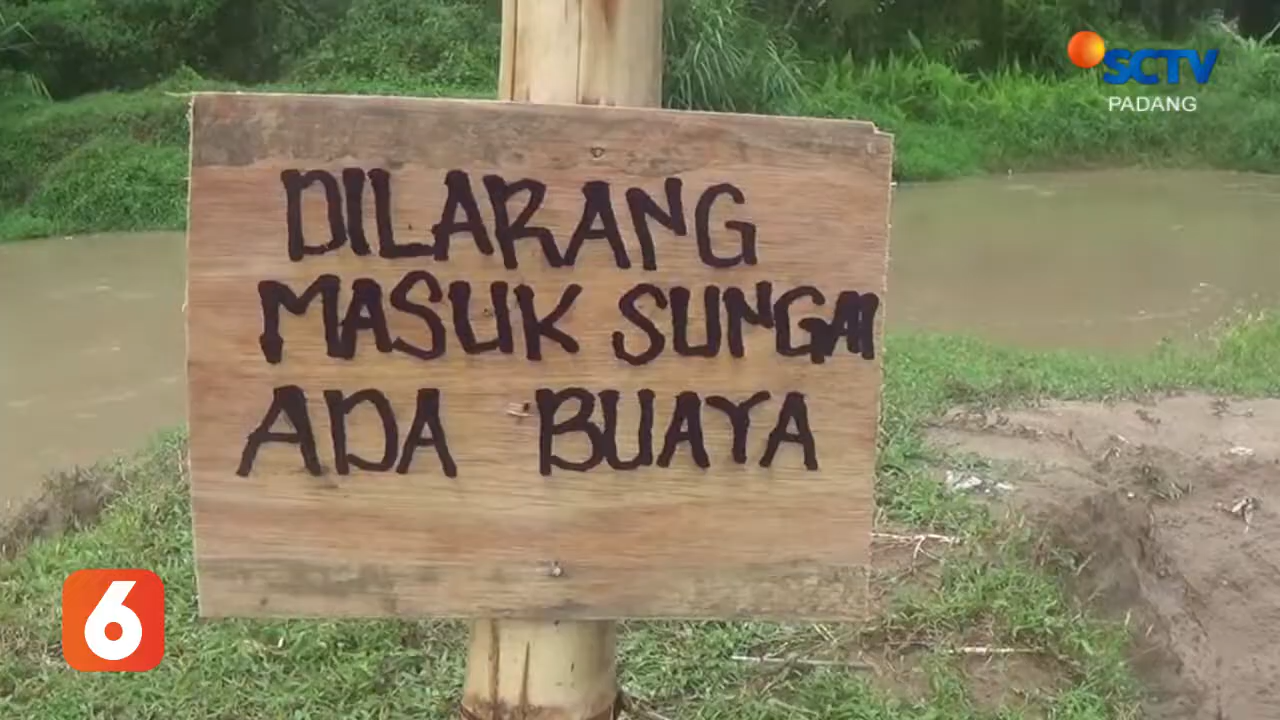 SCTV
PADANG
DILARANG
MASUK SUNGAI
ADA BUAYA
6